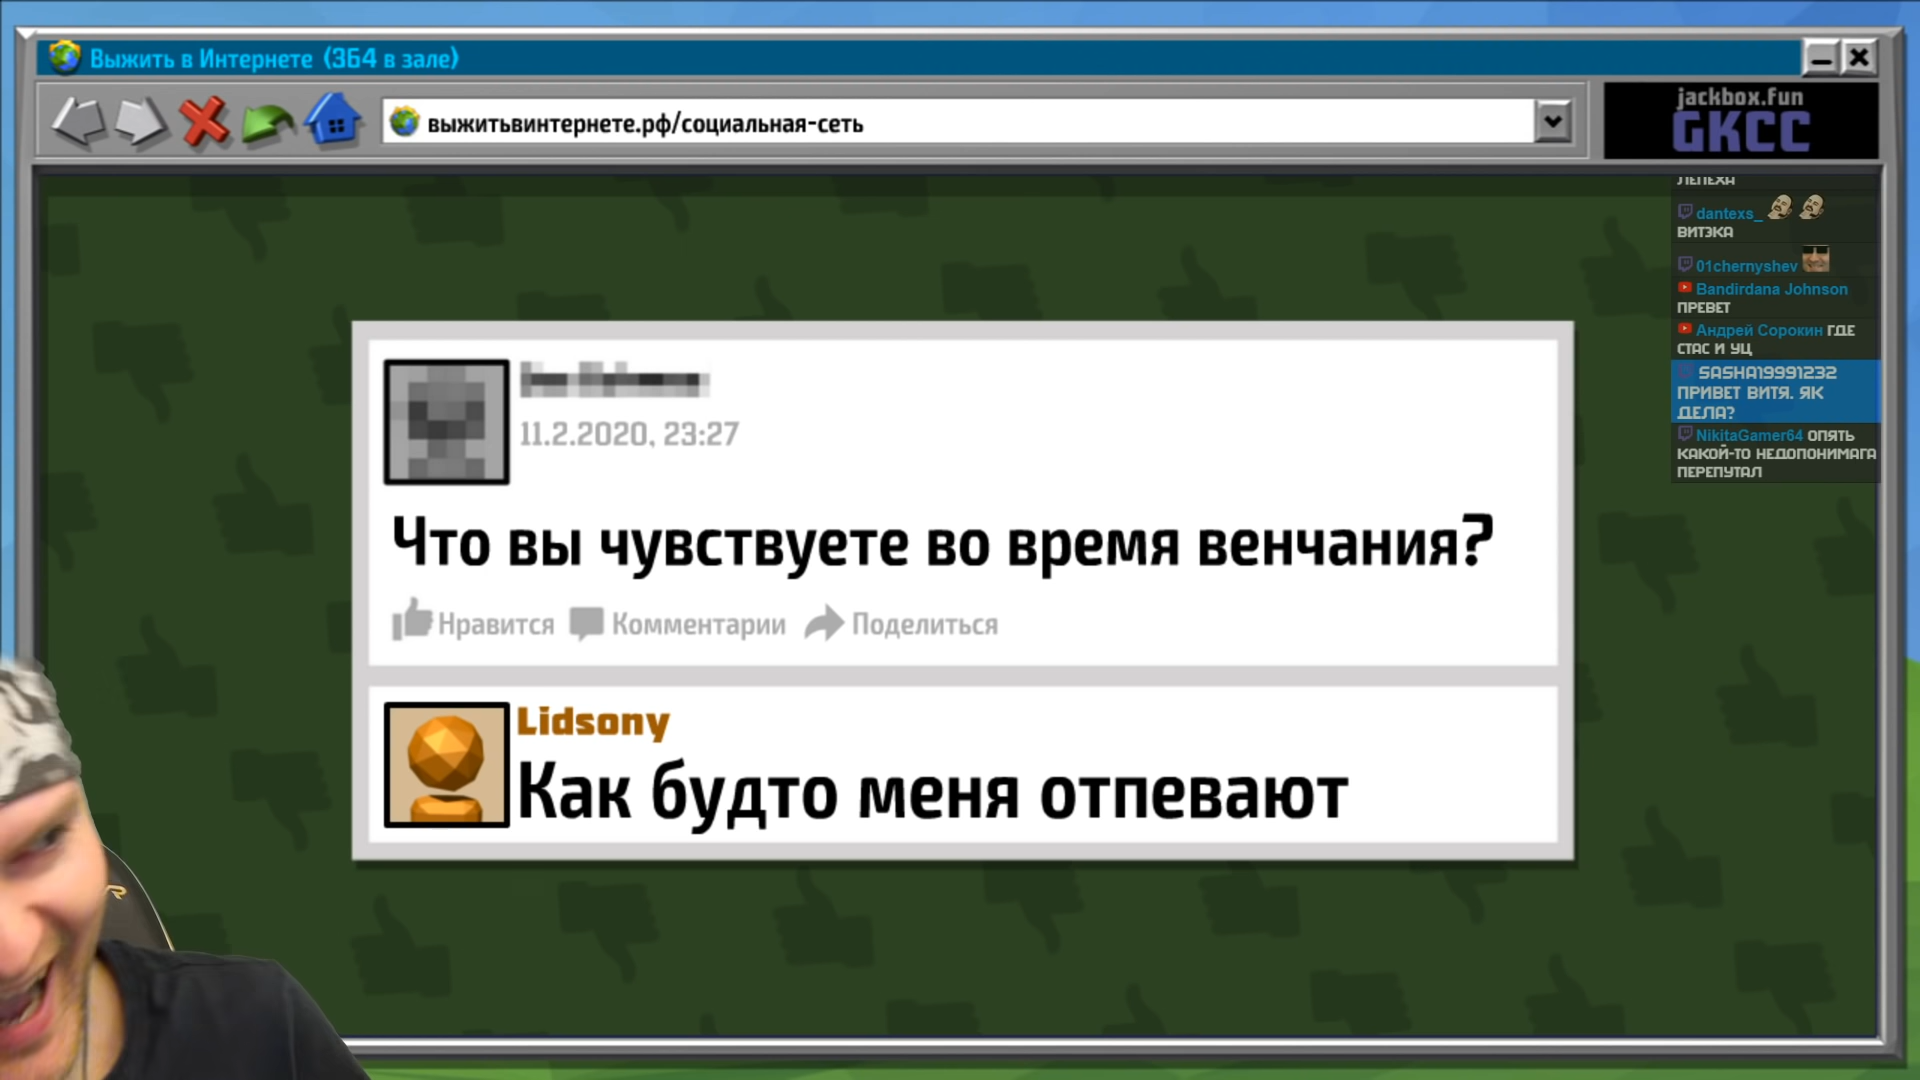 Выжить в Интернете (364 в зале)
выжитьвинтернете.рф/социальная-сеть
jackbox.fun
GKCC
ЛЕПЕХА
dantexs_
ВИТЭКА
01chernyshev
Bandirdana Johnson
ПРЕВЕТ
Андрей Сорокин ГДЕ
СТАС И УЦ
SASHA19991232
ПРИВЕТ ВИТЯ. ЯК
ДЕЛА?
NikitaGamer64 ОПЯТЬ
КАКОЙ-ТО НЕДОПОНИМАГА
ПЕРЕПУТАЛ
11.2.2020, 23:27
Что вы чувствуете во время венчания?
Нравится Комментарии Поделиться
Lidsony
Как будто меня отпевают